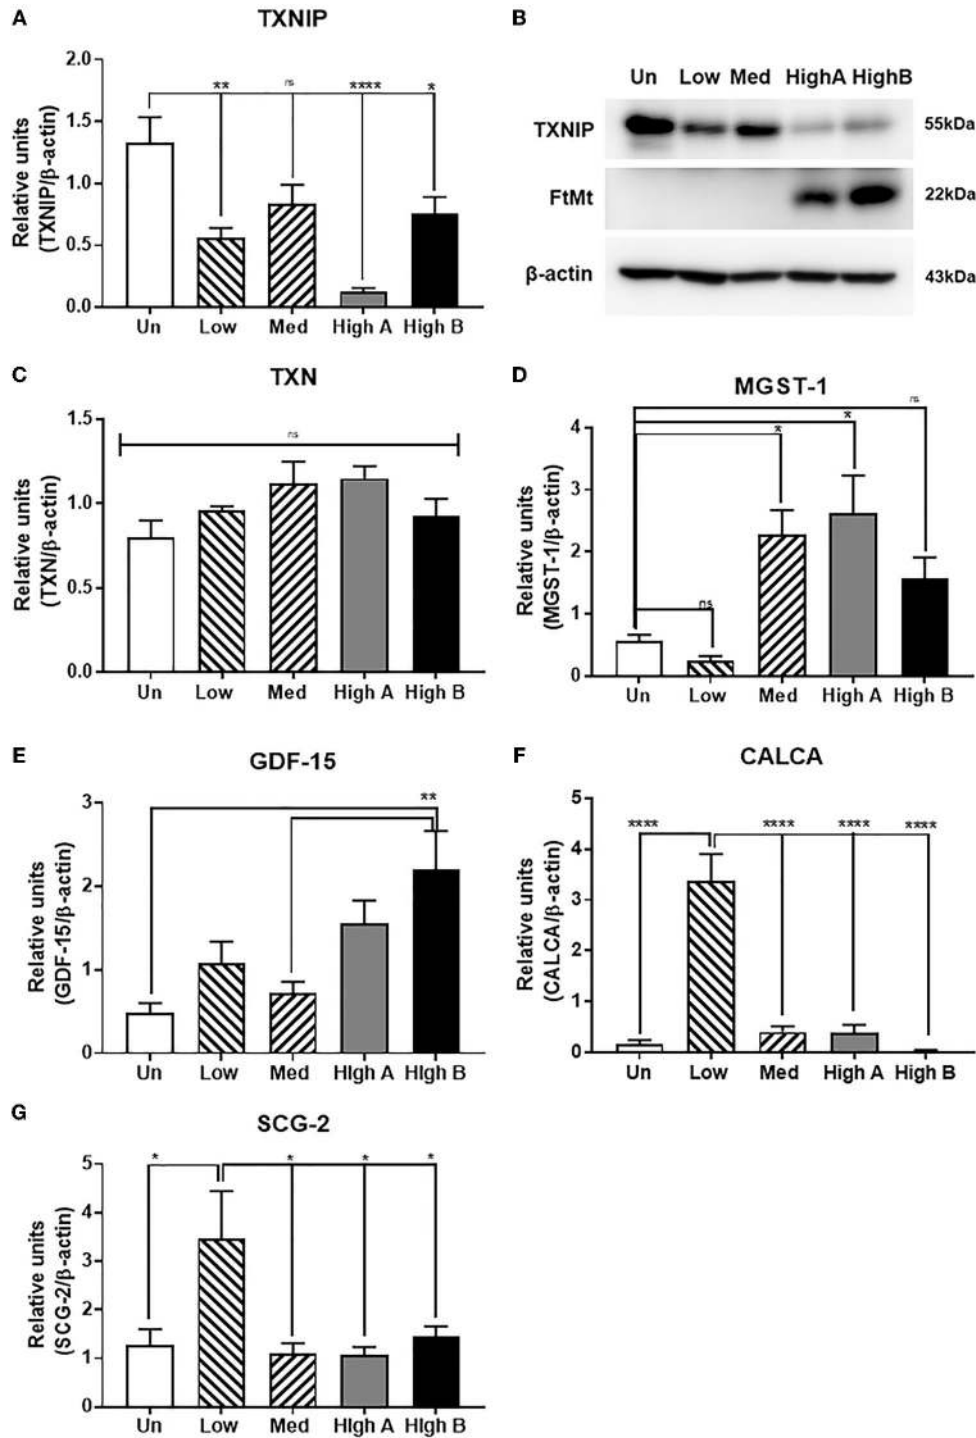 A
TXNIP
Relative units
(TXNIP/β-actin)
2.0
1.5
1.0
0.5
0.0
** ns **** *
Un Low Med High A High B
B
Un Low Med HighA HighB
TXNIP 55kDa
FtMt 22kDa
β-actin 43kDa
C
TXN
Relative units
(TXN/β-actin)
1.5
1.0
0.5
0.0
ns
Un Low Med High A High B
D
MGST-1
Relative units
(MGST-1/β-actin)
4
3
2
1
0
ns
*
*
ns
Un Low Med High A High B
E
GDF-15
Relative units
(GDF-15/β-actin)
3
2
1
0
**
Un Low Med HIgh A HIgh B
F
CALCA
Relative units
(CALCA/β-actin)
5
4
3
2
1
0
**** **** **** ****
Un Low Med High A High B
G
SCG-2
Relative units
(SCG-2/β-actin)
5
4
3
2
1
0
* * * *
Un Low Med HIgh A HIgh B